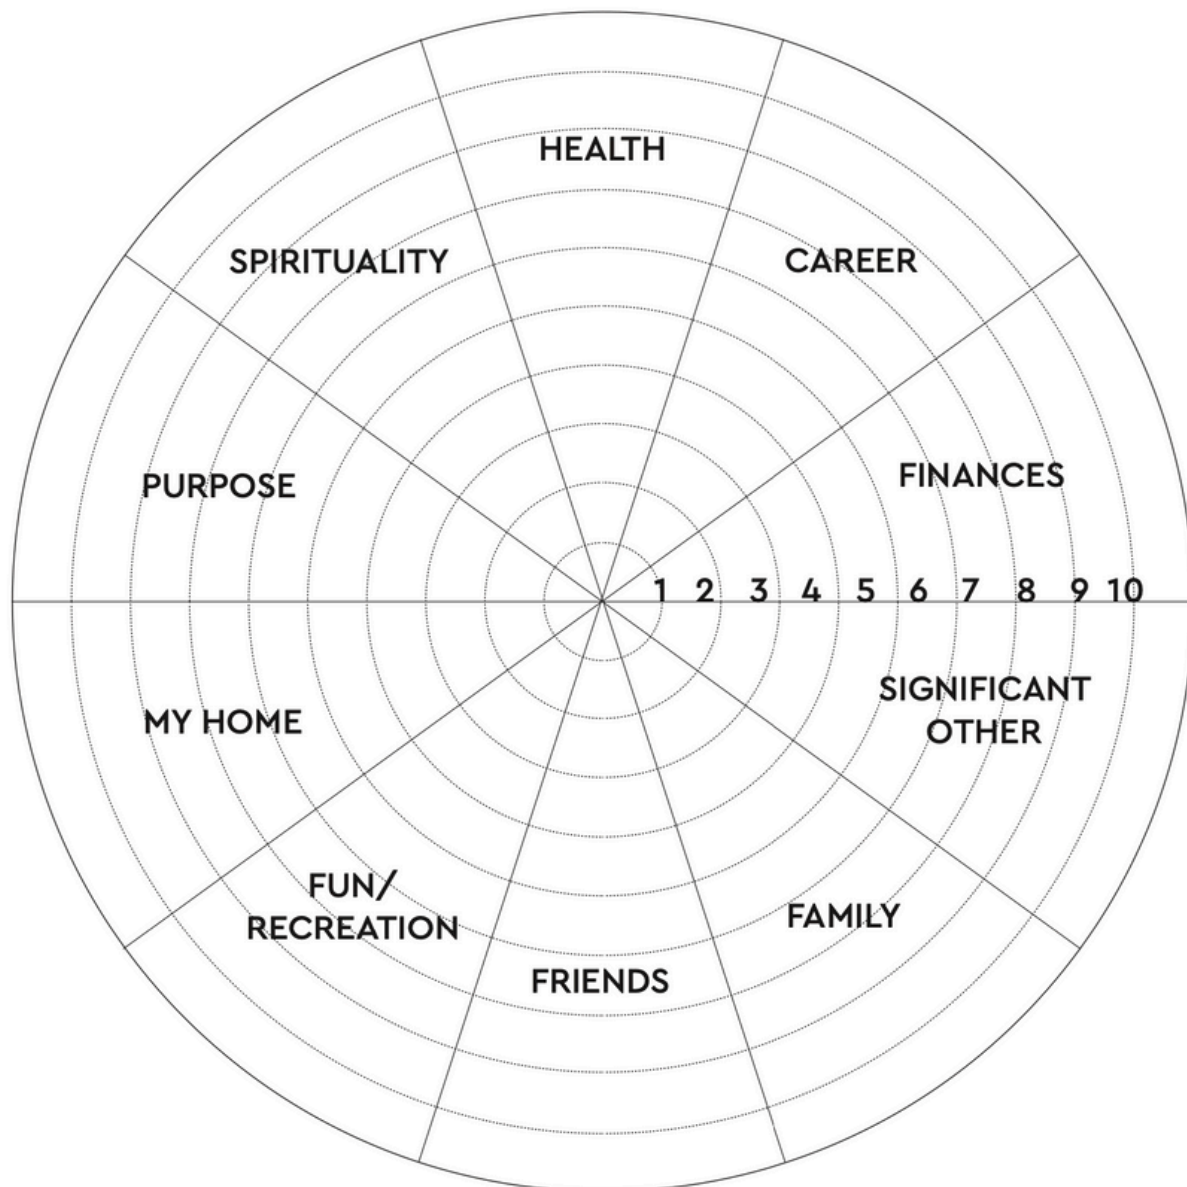 HEALTH
SPIRITUALITY
CAREER
PURPOSE
FINANCES
1 2 3 4 5 6 7 8 9 10
SIGNIFICANT
OTHER
MY HOME
FUN/
RECREATION
FAMILY
FRIENDS